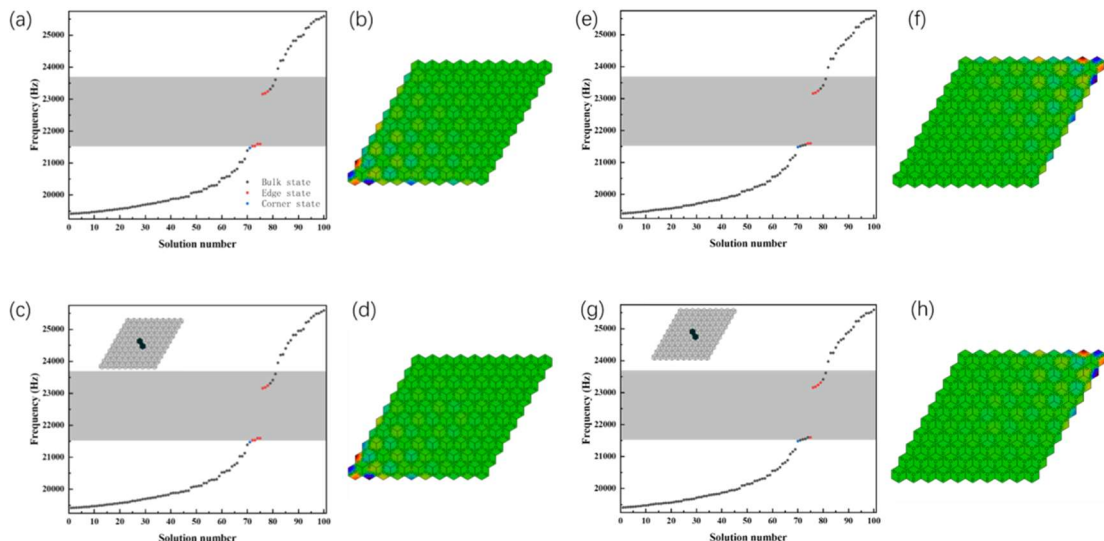 (a)
25000
24000
23000
22000
21000
20000
Frequency (Hz)
Bulk state
Edge state
Corner state
0 10 20 30 40 50 60 70 80 90 100
Solution number
(b)
(e)
25000
24000
23000
22000
21000
20000
Frequency (Hz)
0 10 20 30 40 50 60 70 80 90 100
Solution number
(f)
(c)
25000
24000
23000
22000
21000
20000
Frequency (Hz)
0 10 20 30 40 50 60 70 80 90 100
Solution number
(d)
(g)
25000
24000
23000
22000
21000
20000
Frequency (Hz)
0 10 20 30 40 50 60 70 80 90 100
Solution number
(h)